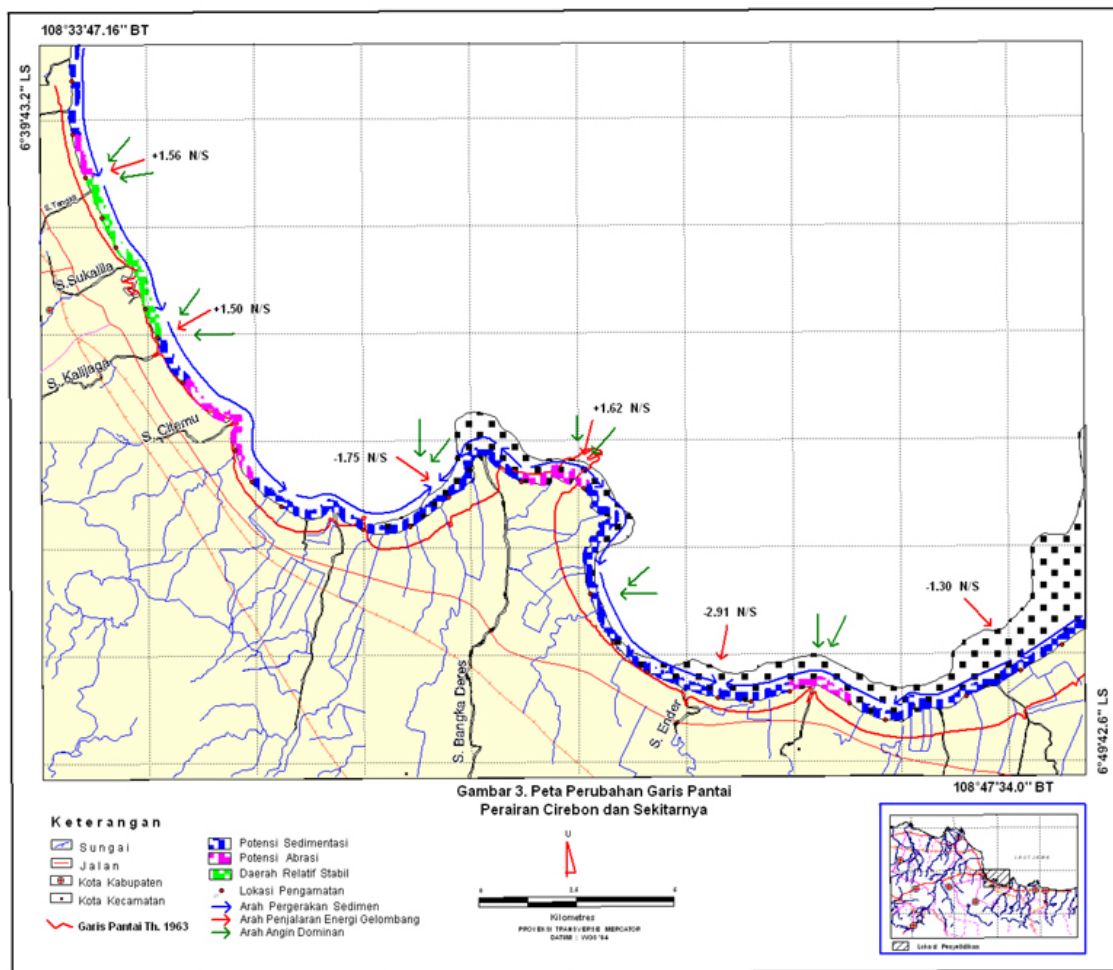 108°33'47.16" BT
6°39'43.2" LS
+1.56 N/S
S.Sukalila
+1.50 N/S
S. Kalijaga
S. Citemu
-1.75 N/S
+1.62 N/S
S. Bangka Deres
-2.91 N/S
-1.30 N/S
S. Ender
6°49'42.6" LS
108°47'34.0" BT
Gambar 3. Peta Perubahan Garis Pantai
Perairan Cirebon dan Sekitarnya
Keterangan
Sungai
Jalan
Kota Kabupaten
Kota Kecamatan
Garis Pantai Th. 1963
Potensi Sedimentasi
Potensi Abrasi
Daerah Relatif Stabil
Lokasi Pengamatan
Arah Pergerakan Sedimen
Arah Penjalaran Energi Gelombang
Arah Angin Dominan
U
Kilometres
PROYEKSI TRANSVERSE MERCATOR
Lokasi Penyelidikan